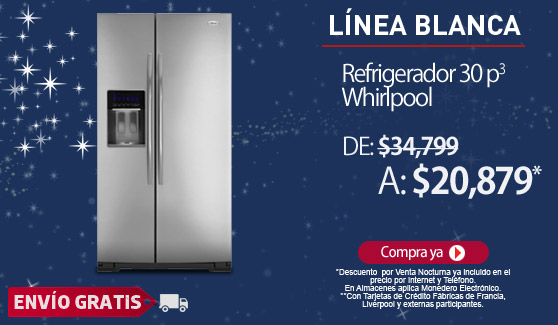 LÍNEA BLANCA
Refrigerador 30 p³
Whirlpool
DE: $34,799
A: $20,879*
Compra ya
*Descuento por Venta Nocturna ya incluido en el
precio por Internet y Teléfono.
En Almacenes aplica Monedero Electrónico.
**Con Tarjetas de Crédito Fábricas de Francia,
Liverpool y externas participantes.
ENVÍO GRATIS